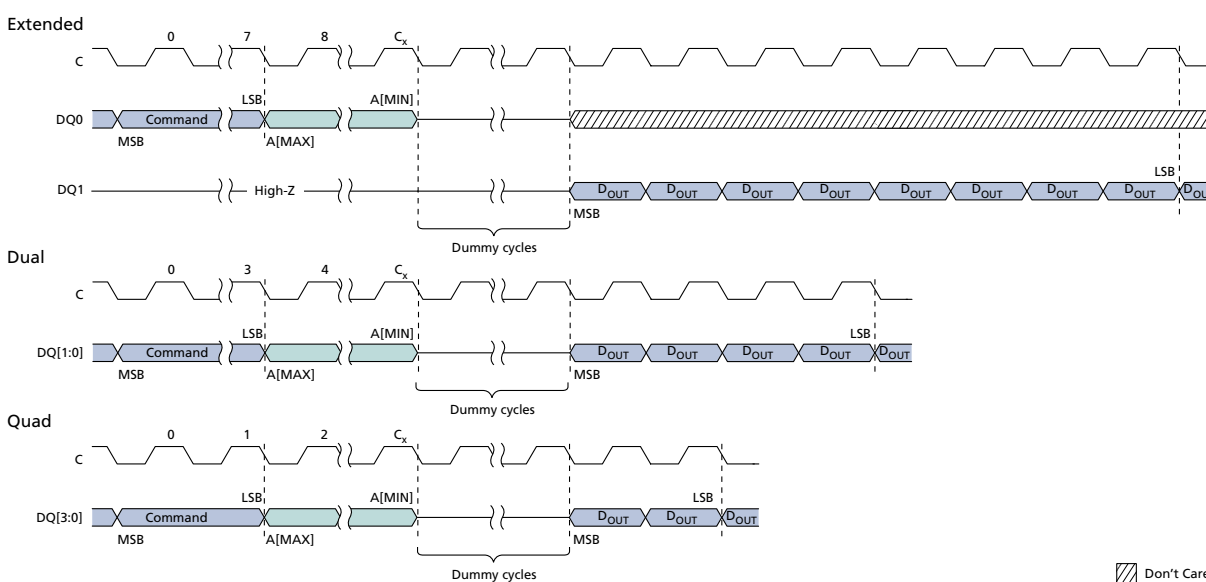 Extended
0 7 8 Cx
C
LSB A[MIN]
DQ0 Command
MSB A[MAX]
LSB
DQ1 High-Z DOUT DOUT DOUT DOUT DOUT DOUT DOUT DOUT DOU
MSB
Dummy cycles
Dual
0 3 4 Cx
C
LSB A[MIN] LSB
DQ[1:0] Command DOUT DOUT DOUT DOUT DOUT
MSB A[MAX] MSB
Dummy cycles
Quad
0 1 2 Cx
C
LSB A[MIN] LSB
DQ[3:0] Command DOUT DOUT DOUT
MSB A[MAX] MSB
Dummy cycles
Don't Care